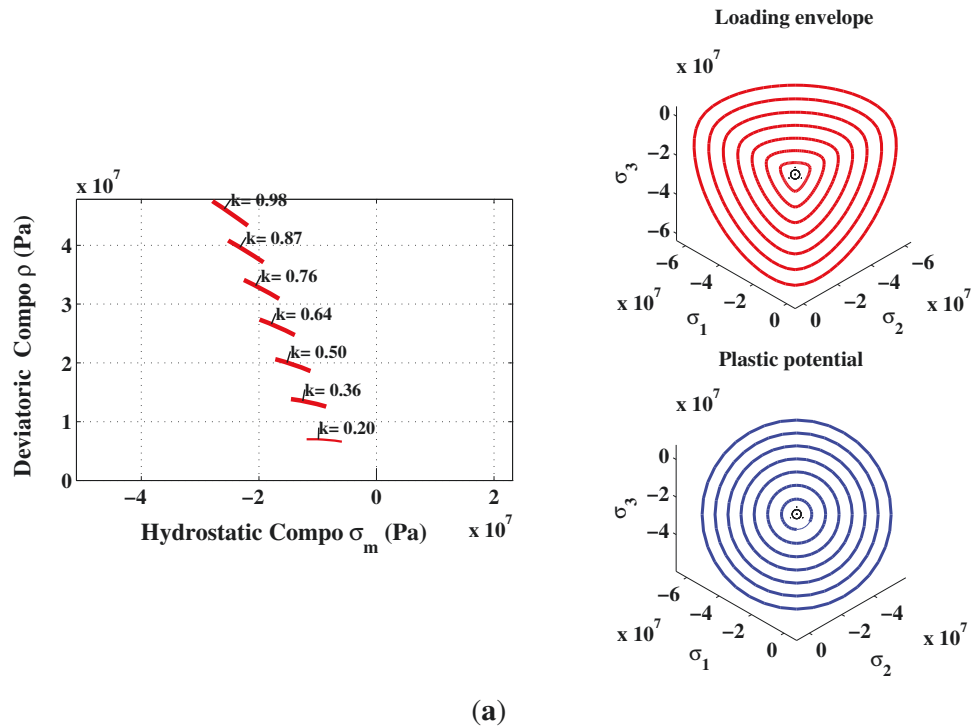 x 10^7
Deviatoric Compo ρ (Pa)
4
3
2
1
0
k= 0.98
k= 0.87
k= 0.76
k= 0.64
k= 0.50
k= 0.36
k= 0.20
−4 −2 0 2
x 10^7
Hydrostatic Compo σ_m (Pa)
Loading envelope
x 10^7
0
−2
−4
−6
σ_3
−6 −4 −2 0
x 10^7
σ_1
0 −2 −4 −6
x 10^7
σ_2
Plastic potential
x 10^7
0
−2
−4
σ_3
−6 −4 −2 0
x 10^7
σ_1
0 −2 −4
x 10^7
σ_2
(a)